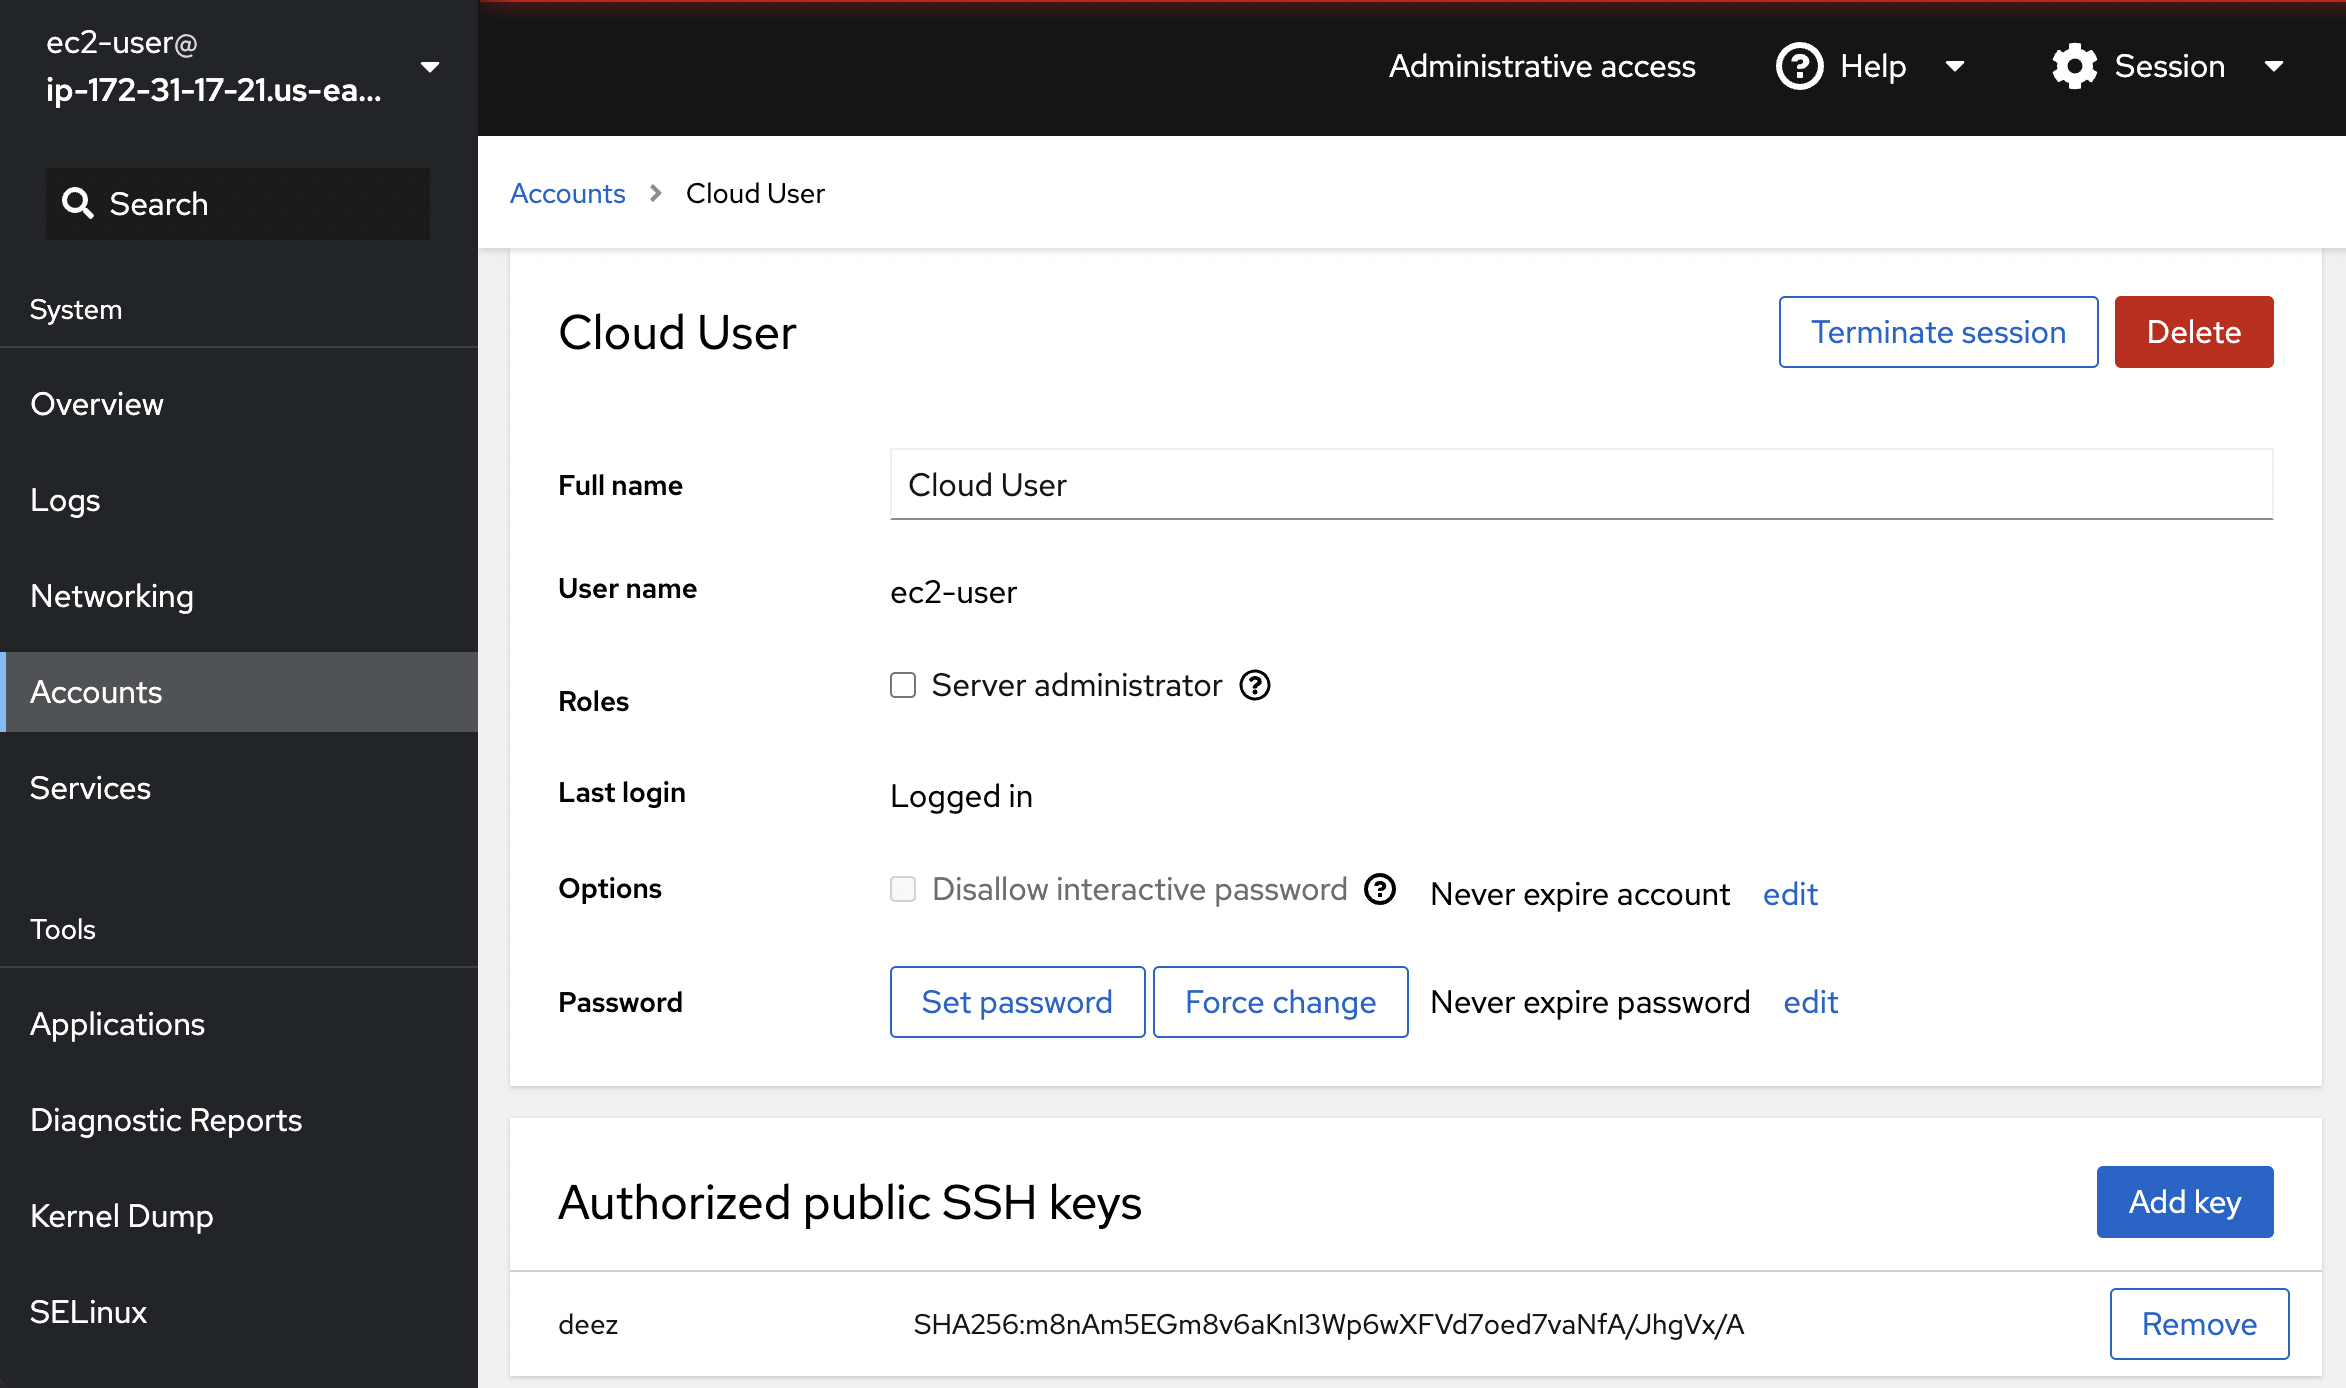 ec2-user@
ip-172-31-17-21.us-ea...
Search
System
Overview
Logs
Networking
Accounts
Services
Tools
Applications
Diagnostic Reports
Kernel Dump
SELinux
Administrative access
Help
Session
Accounts > Cloud User
Cloud User
Terminate session
Delete
Full name
Cloud User
User name
ec2-user
Roles
Server administrator
Last login
Logged in
Options
Disallow interactive password
Never expire account
edit
Password
Set password
Force change
Never expire password
edit
Authorized public SSH keys
Add key
deez
SHA256:m8nAm5EGm8v6aKnI3Wp6wXFVd7oed7vaNfA/JhgVx/A
Remove